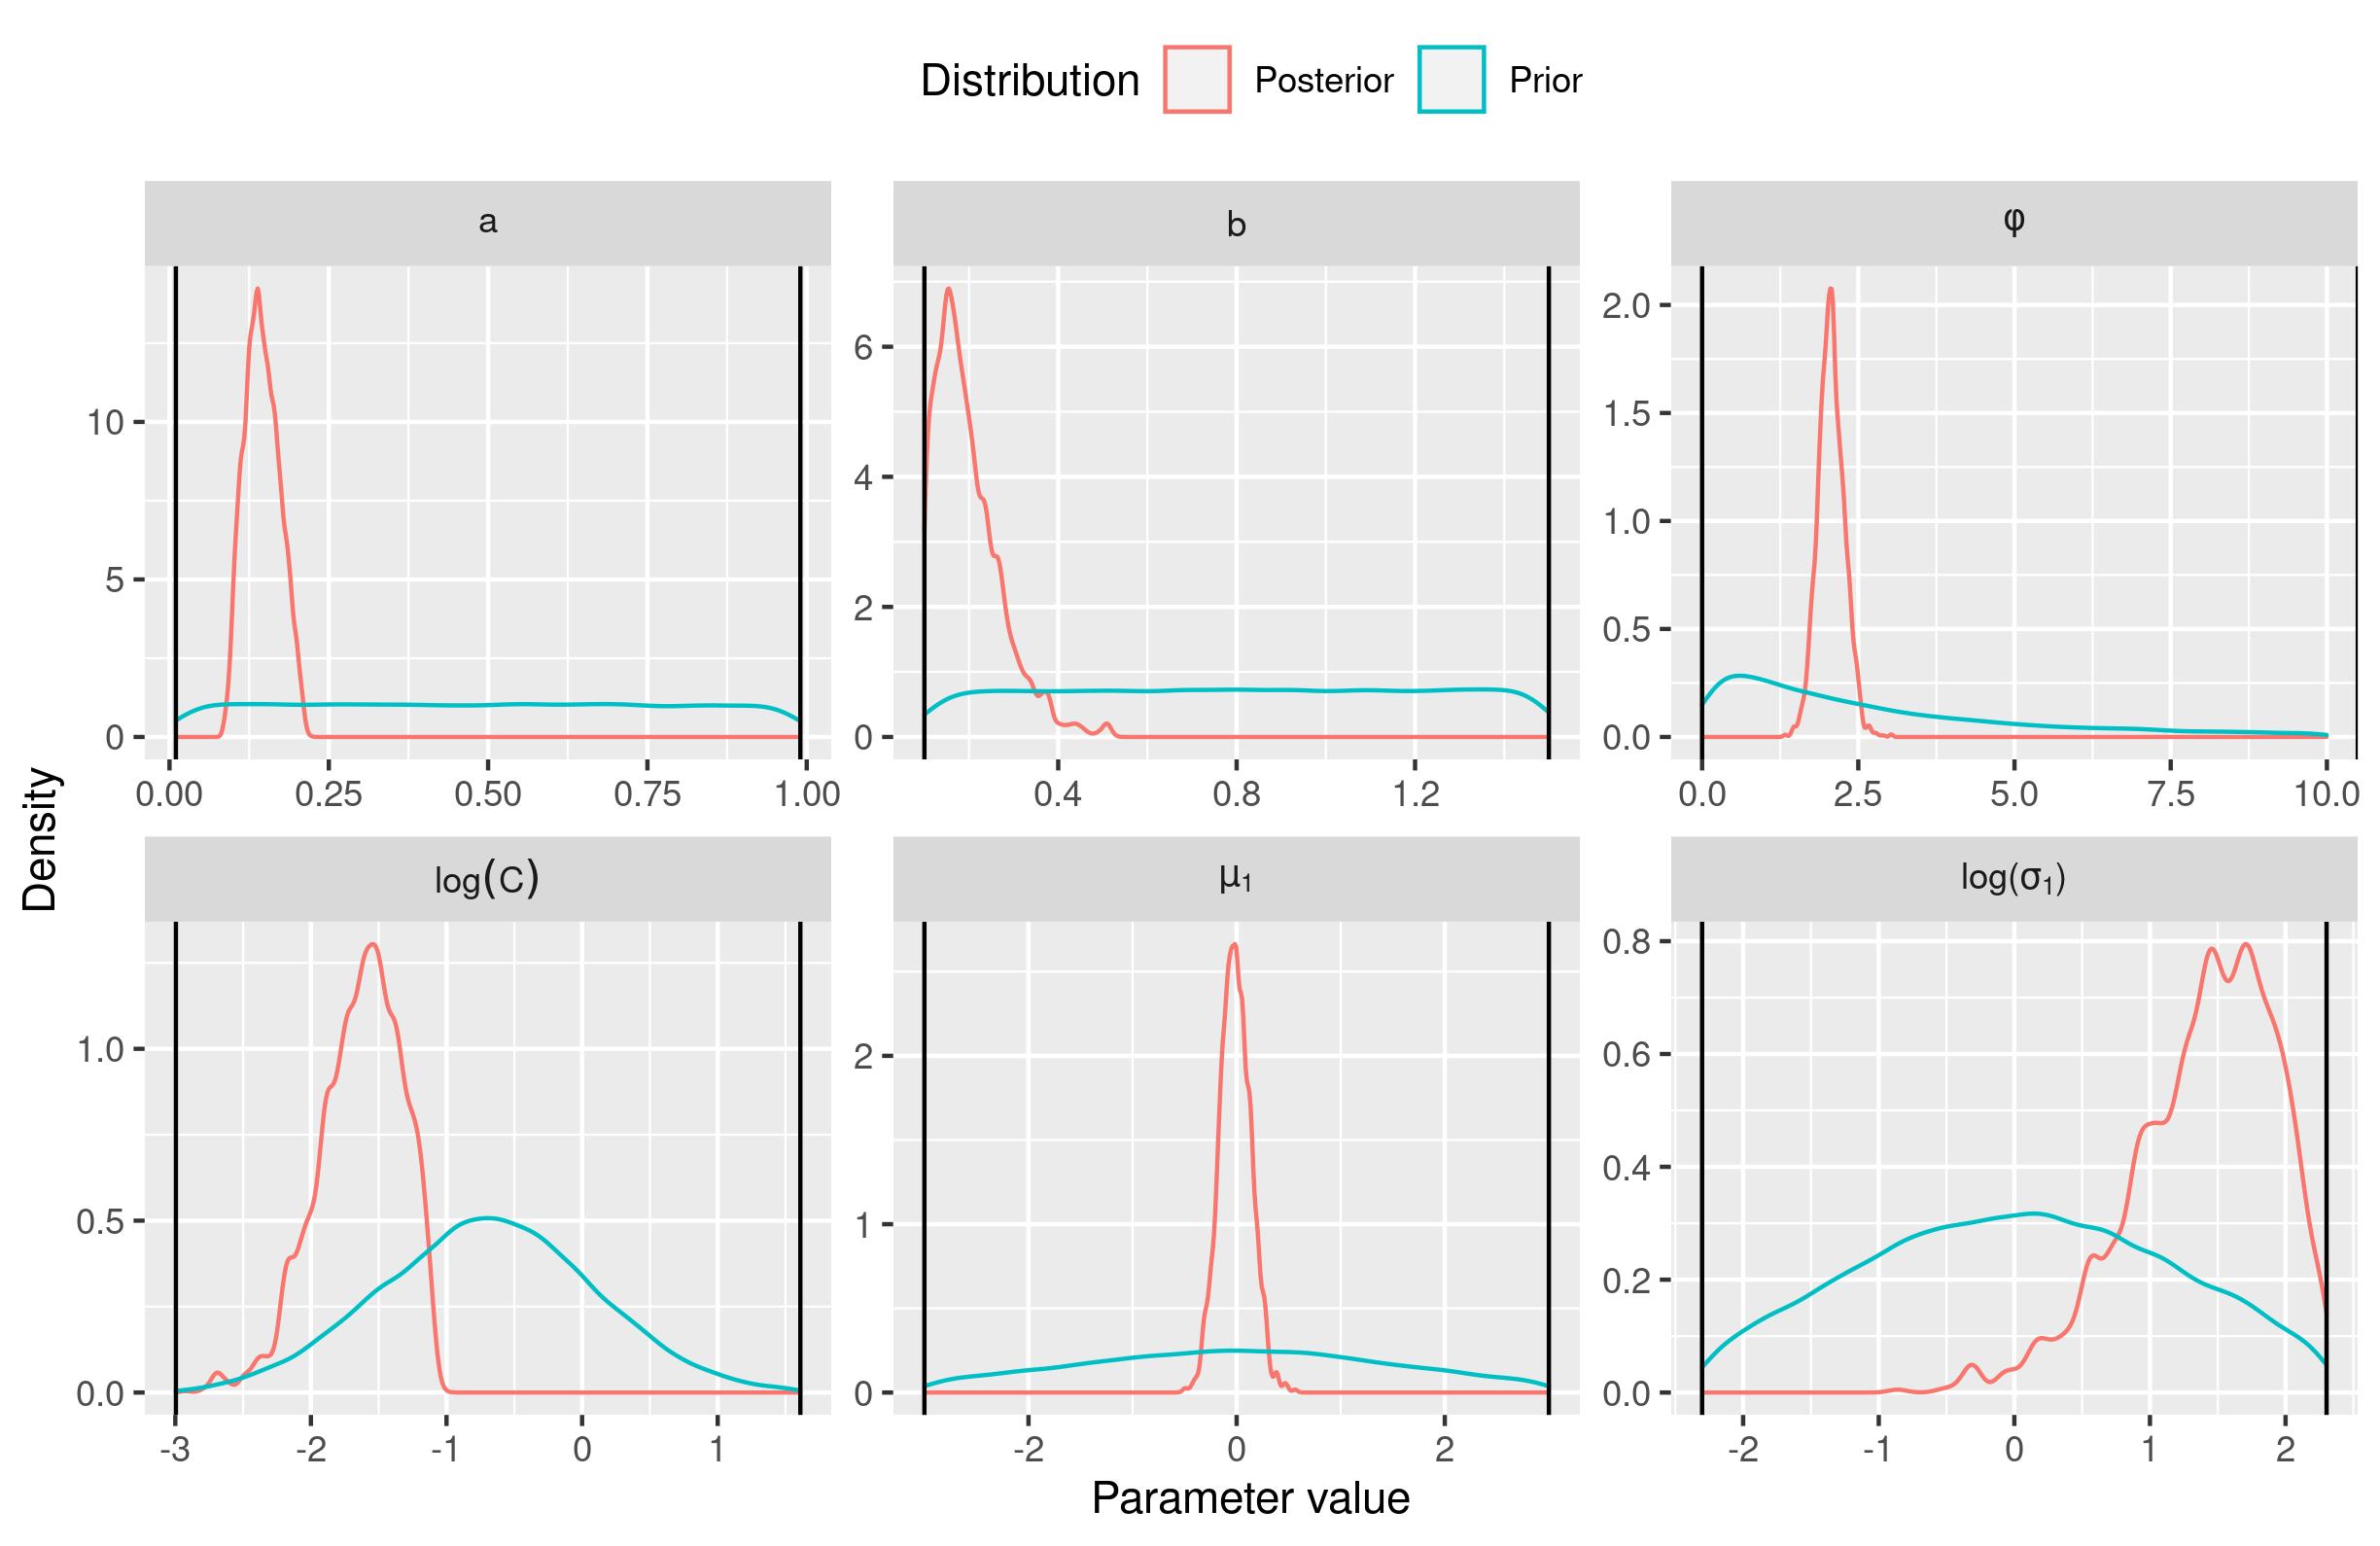 Distribution Posterior Prior
a b φ
10
5
0
0.00 0.25 0.50 0.75 1.00
6
4
2
0
0.4 0.8 1.2
2.0
1.5
1.0
0.5
0.0
0.0 2.5 5.0 7.5 10.0
Density
log(C) μ₁ log(σ₁)
1.0
0.5
0.0
-3 -2 -1 0 1
2
1
0
-2 0 2
0.8
0.6
0.4
0.2
0.0
-2 -1 0 1 2
Parameter value